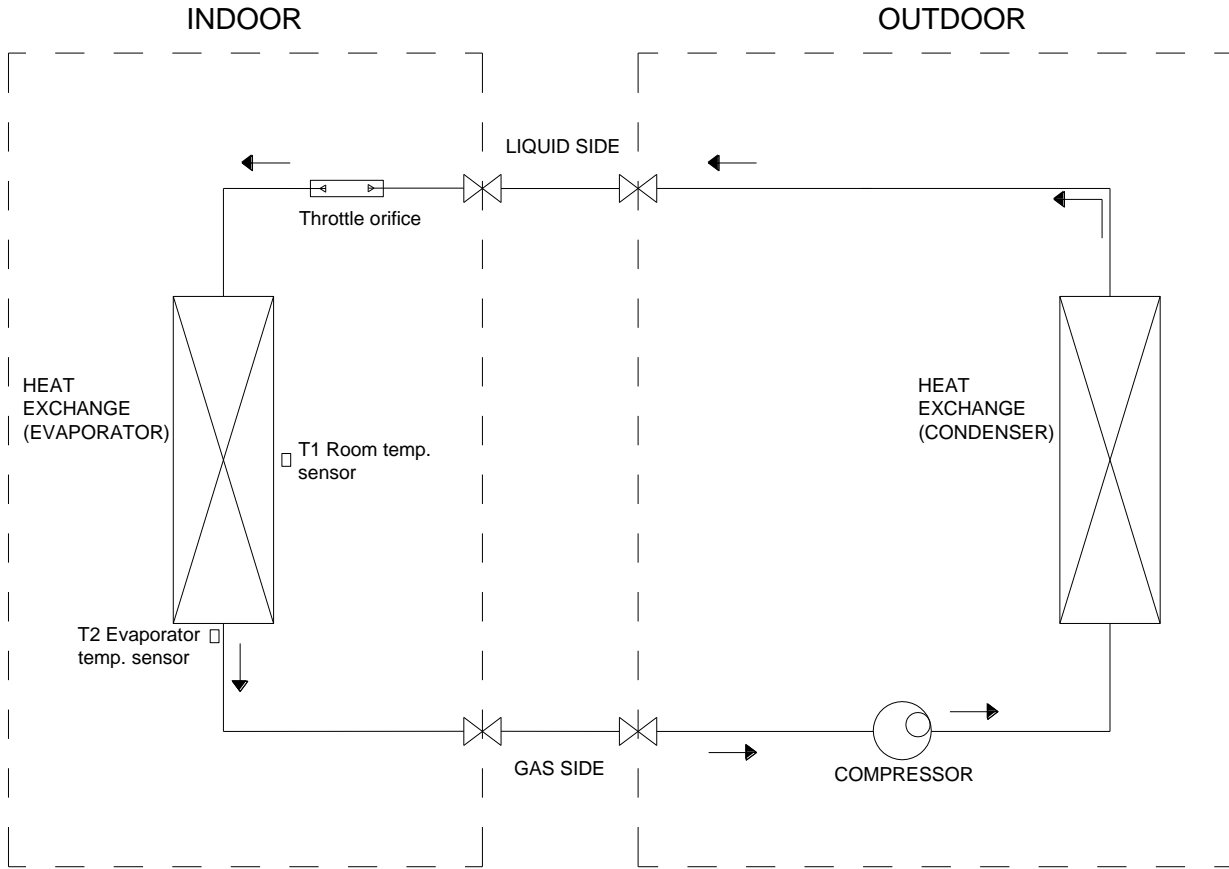 INDOOR
OUTDOOR
LIQUID SIDE
Throttle orifice
HEAT
EXCHANGE
(EVAPORATOR)
T1 Room temp.
sensor
HEAT
EXCHANGE
(CONDENSER)
T2 Evaporator
temp. sensor
GAS SIDE
COMPRESSOR